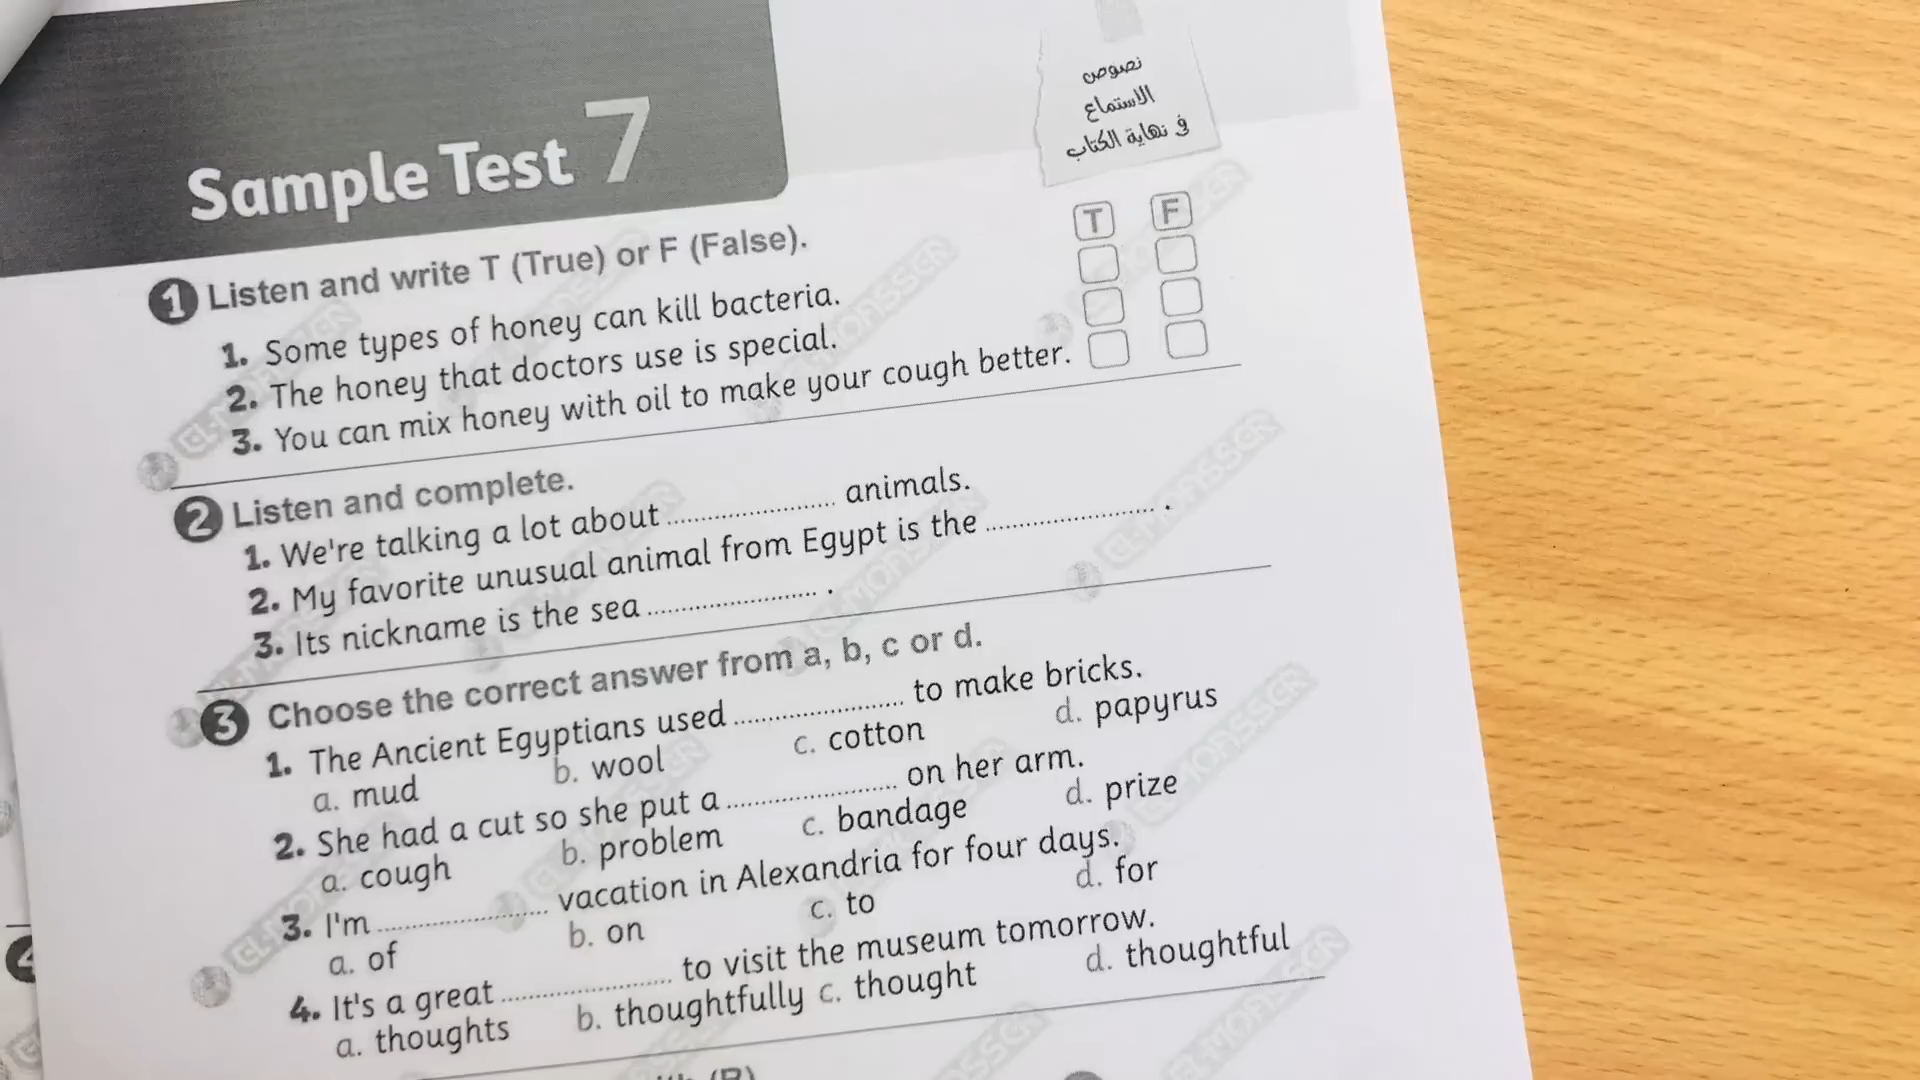 Sample Test 7
نصوص
الاستماع
في نهاية الكتاب
1 Listen and write T (True) or F (False).
T F
1. Some types of honey can kill bacteria.
2. The honey that doctors use is special.
3. You can mix honey with oil to make your cough better.
2 Listen and complete.
1. We're talking a lot about .................... animals.
2. My favorite unusual animal from Egypt is the .................... .
3. Its nickname is the sea .................... .
3 Choose the correct answer from a, b, c or d.
1. The Ancient Egyptians used .................... to make bricks.
a. mud b. wool c. cotton d. papyrus
2. She had a cut so she put a .................... on her arm.
a. cough b. problem c. bandage d. prize
3. I'm .................... vacation in Alexandria for four days.
a. of b. on c. to d. for
4. It's a great .................... to visit the museum tomorrow.
a. thoughts b. thoughtfully c. thought d. thoughtful
4